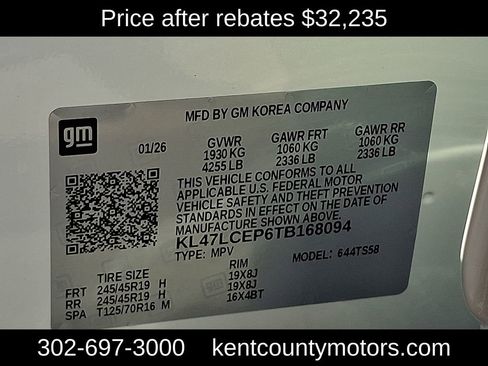 Price after rebates $32,235
MFD BY GM KOREA COMPANY
gm
01/26
GVWR GAWR FRT GAWR RR
1930 KG 1060 KG 1060 KG
4255 LB 2336 LB 2336 LB
THIS VEHICLE CONFORMS TO ALL
APPLICABLE U.S. FEDERAL MOTOR
VEHICLE SAFETY AND THEFT PREVENTION
STANDARDS IN EFFECT ON THE DATE OF
MANUFACTURE SHOWN ABOVE.
KL47LCEP6TB168094
TYPE: MPV MODEL: 644TS58
TIRE SIZE RIM
FRT 245/45R19 H 19X8J
RR 245/45R19 H 19X8J
SPA T125/70R16 M 16X4BT
302-697-3000 kentcountymotors.com